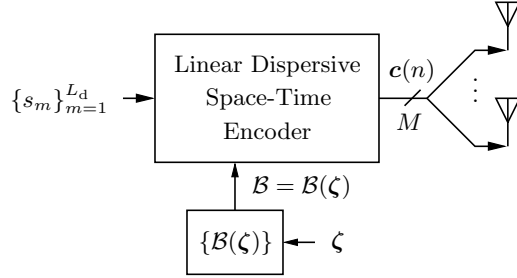 {s_m}_{m=1}^{L_d}
Linear Dispersive
Space-Time
Encoder
c(n)
M
⋮
ℬ = ℬ(ζ)
{ℬ(ζ)}
ζ